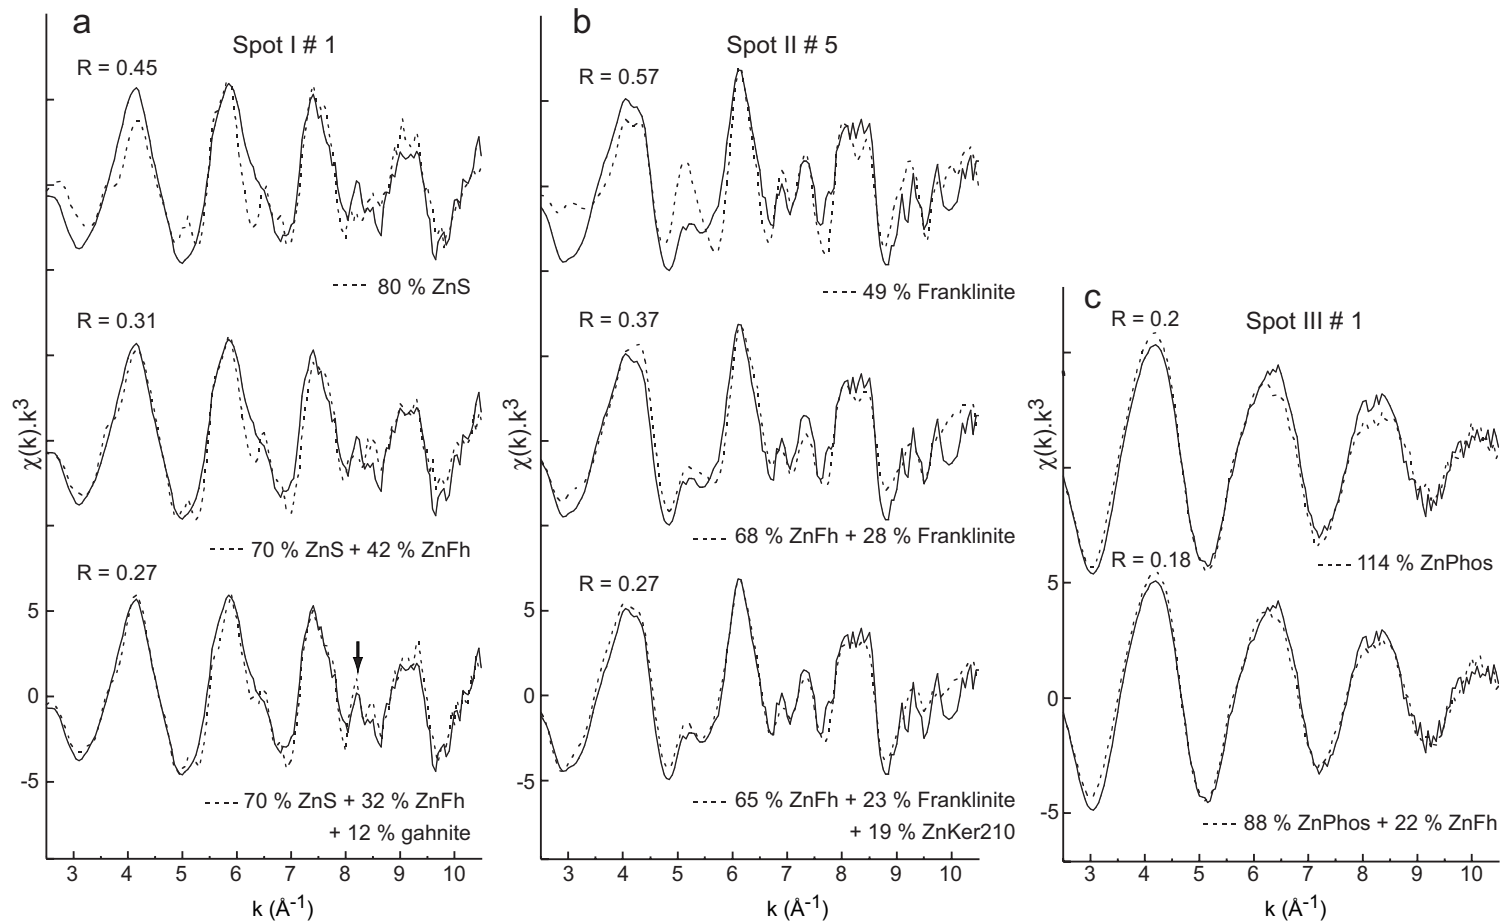 a
Spot I # 1
R = 0.45
80 % ZnS
R = 0.31
70 % ZnS + 42 % ZnFh
R = 0.27
70 % ZnS + 32 % ZnFh
+ 12 % gahnite
χ(k).k³
5
0
-5
3 4 5 6 7 8 9 10
k (Å⁻¹)
b
Spot II # 5
R = 0.57
49 % Franklinite
R = 0.37
68 % ZnFh + 28 % Franklinite
R = 0.27
65 % ZnFh + 23 % Franklinite
+ 19 % ZnKer210
χ(k).k³
5
0
-5
3 4 5 6 7 8 9 10
k (Å⁻¹)
c
Spot III # 1
R = 0.2
114 % ZnPhos
R = 0.18
88 % ZnPhos + 22 % ZnFh
χ(k).k³
5
0
-5
3 4 5 6 7 8 9 10
k (Å⁻¹)